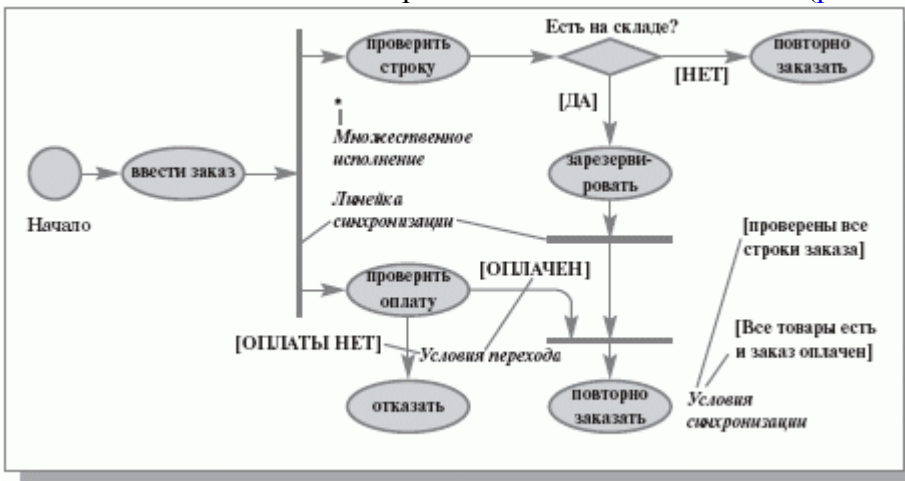 проверить
строку
Есть на складе?
повторно
заказать
[НЕТ]
[ДА]
*
Множественное
исполнение
ввести заказ
зарезерви-
ровать
Начало
Линейка
синхронизации
[проверены все
строки заказа]
проверить
оплату
[ОПЛАЧЕН]
[ОПЛАТЫ НЕТ]
Условия перехода
[Все товары есть
и заказ оплачен]
отказать
повторно
заказать
Условия
синхронизации